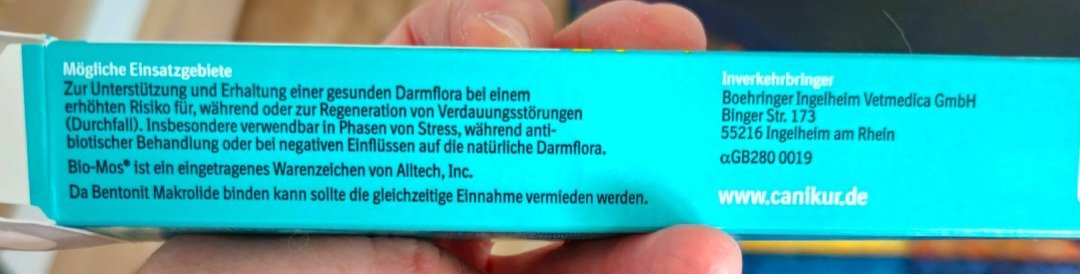 Mögliche Einsatzgebiete
Zur Unterstützung und Erhaltung einer gesunden Darmflora bei einem
erhöhten Risiko für, während oder zur Regeneration von Verdauungsstörungen
(Durchfall). Insbesondere verwendbar in Phasen von Stress, während anti-
biotischer Behandlung oder bei negativen Einflüssen auf die natürliche Darmflora.
Bio-Mos® ist ein eingetragenes Warenzeichen von Alltech, Inc.
Da Bentonit Makrolide binden kann sollte die gleichzeitige Einnahme vermieden werden.
Inverkehrbringer
Boehringer Ingelheim Vetmedica GmbH
Binger Str. 173
55216 Ingelheim am Rhein
αGB280 0019
www.canikur.de